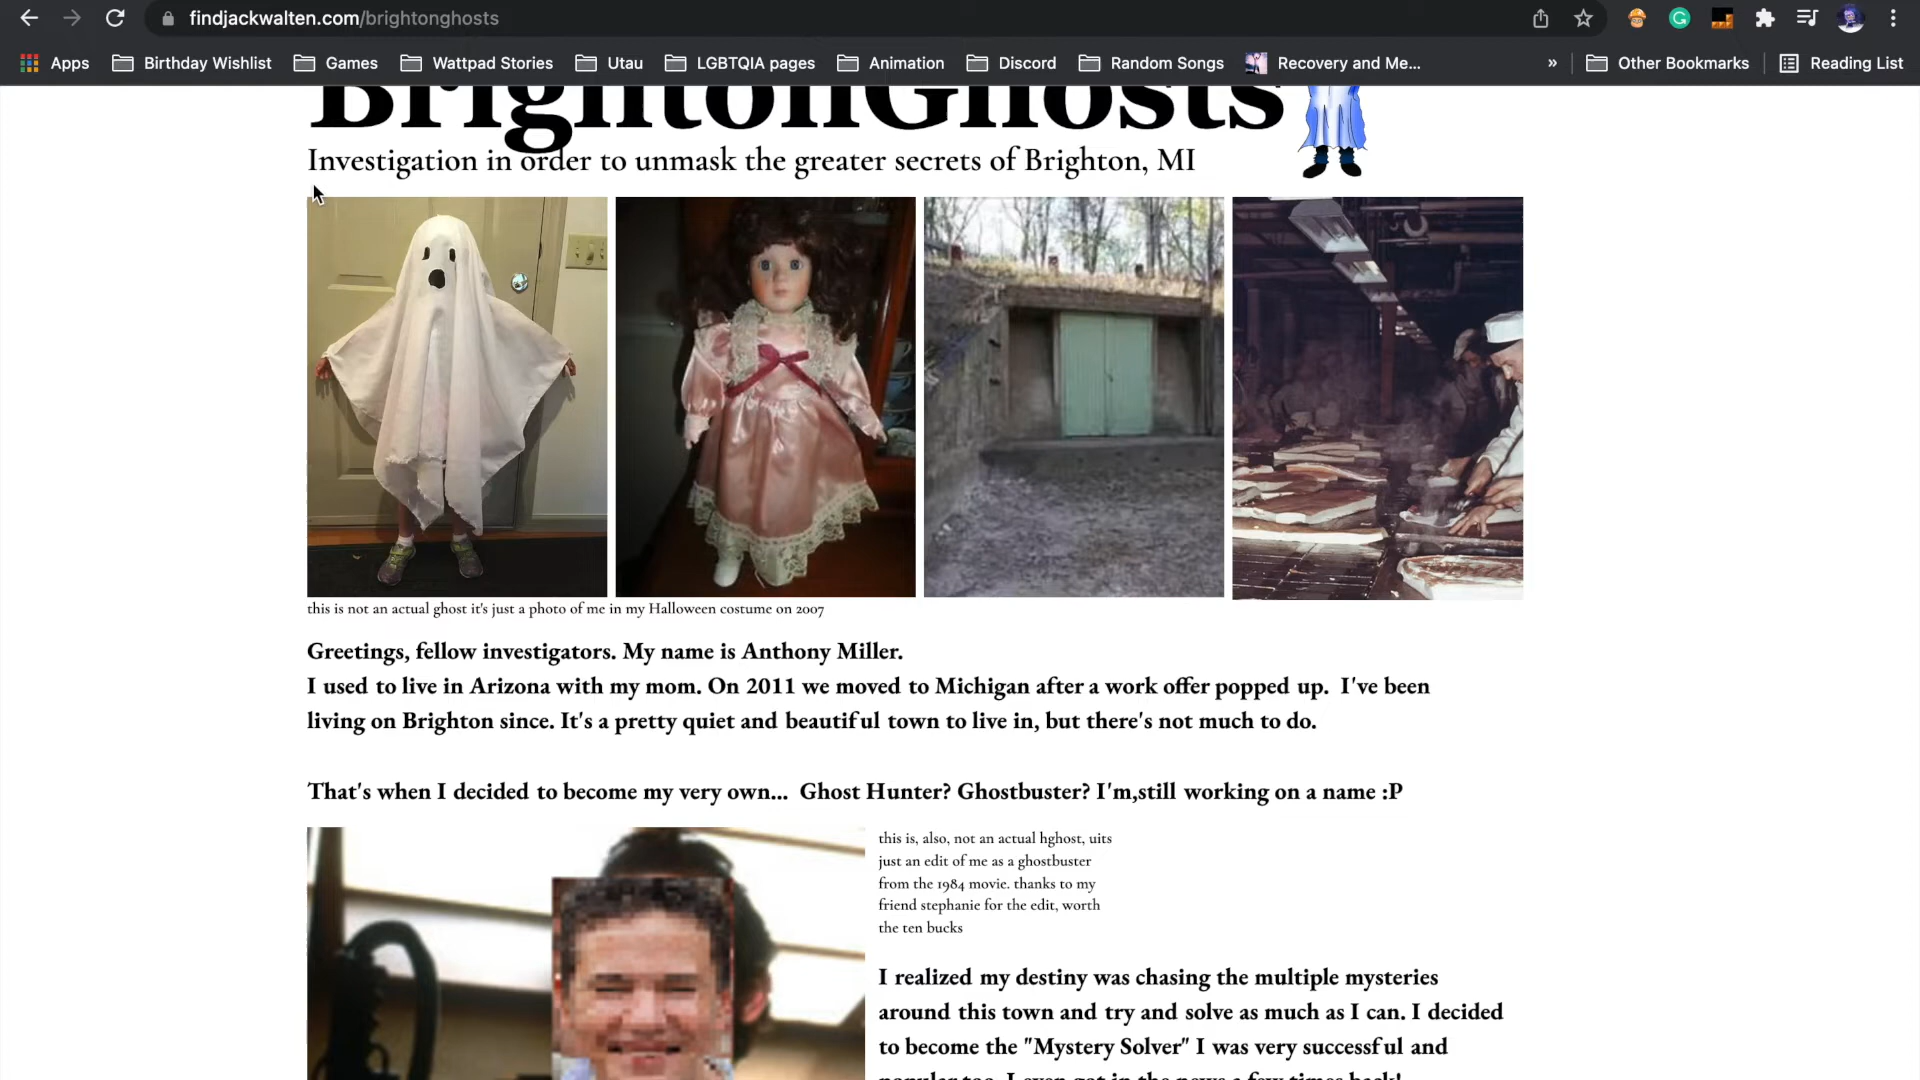 findjackwalten.com/brightonghosts
Apps Birthday Wishlist Games Wattpad Stories Utau LGBTQIA pages Animation Discord Random Songs Recovery and Me... » Other Bookmarks Reading List
BrightonGhosts
Investigation in order to unmask the greater secrets of Brighton, MI
this is not an actual ghost it's just a photo of me in my Halloween costume on 2007
Greetings, fellow investigators. My name is Anthony Miller.
I used to live in Arizona with my mom. On 2011 we moved to Michigan after a work offer popped up. I've been
living on Brighton since. It's a pretty quiet and beautiful town to live in, but there's not much to do.
That's when I decided to become my very own... Ghost Hunter? Ghostbuster? I'm,still working on a name :P
this is, also, not an actual hghost, uits
just an edit of me as a ghostbuster
from the 1984 movie. thanks to my
friend stephanie for the edit, worth
the ten bucks
I realized my destiny was chasing the multiple mysteries
around this town and try and solve as much as I can. I decided
to become the "Mystery Solver" I was very successful and
popular too. I even got in the news a few times back!